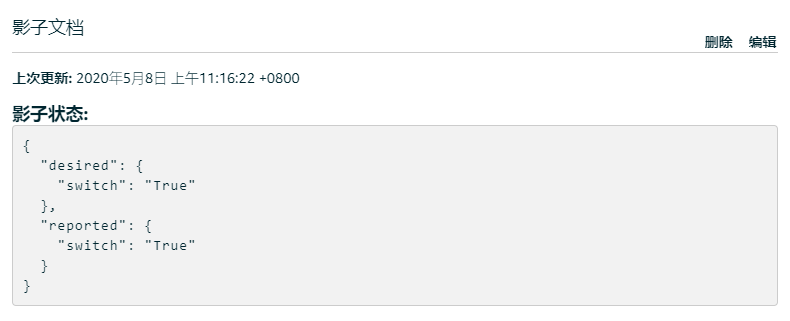 影子文档
删除 编辑
上次更新: 2020年5月8日 上午11:16:22 +0800
影子状态:
{
  "desired": {
    "switch": "True"
  },
  "reported": {
    "switch": "True"
  }
}